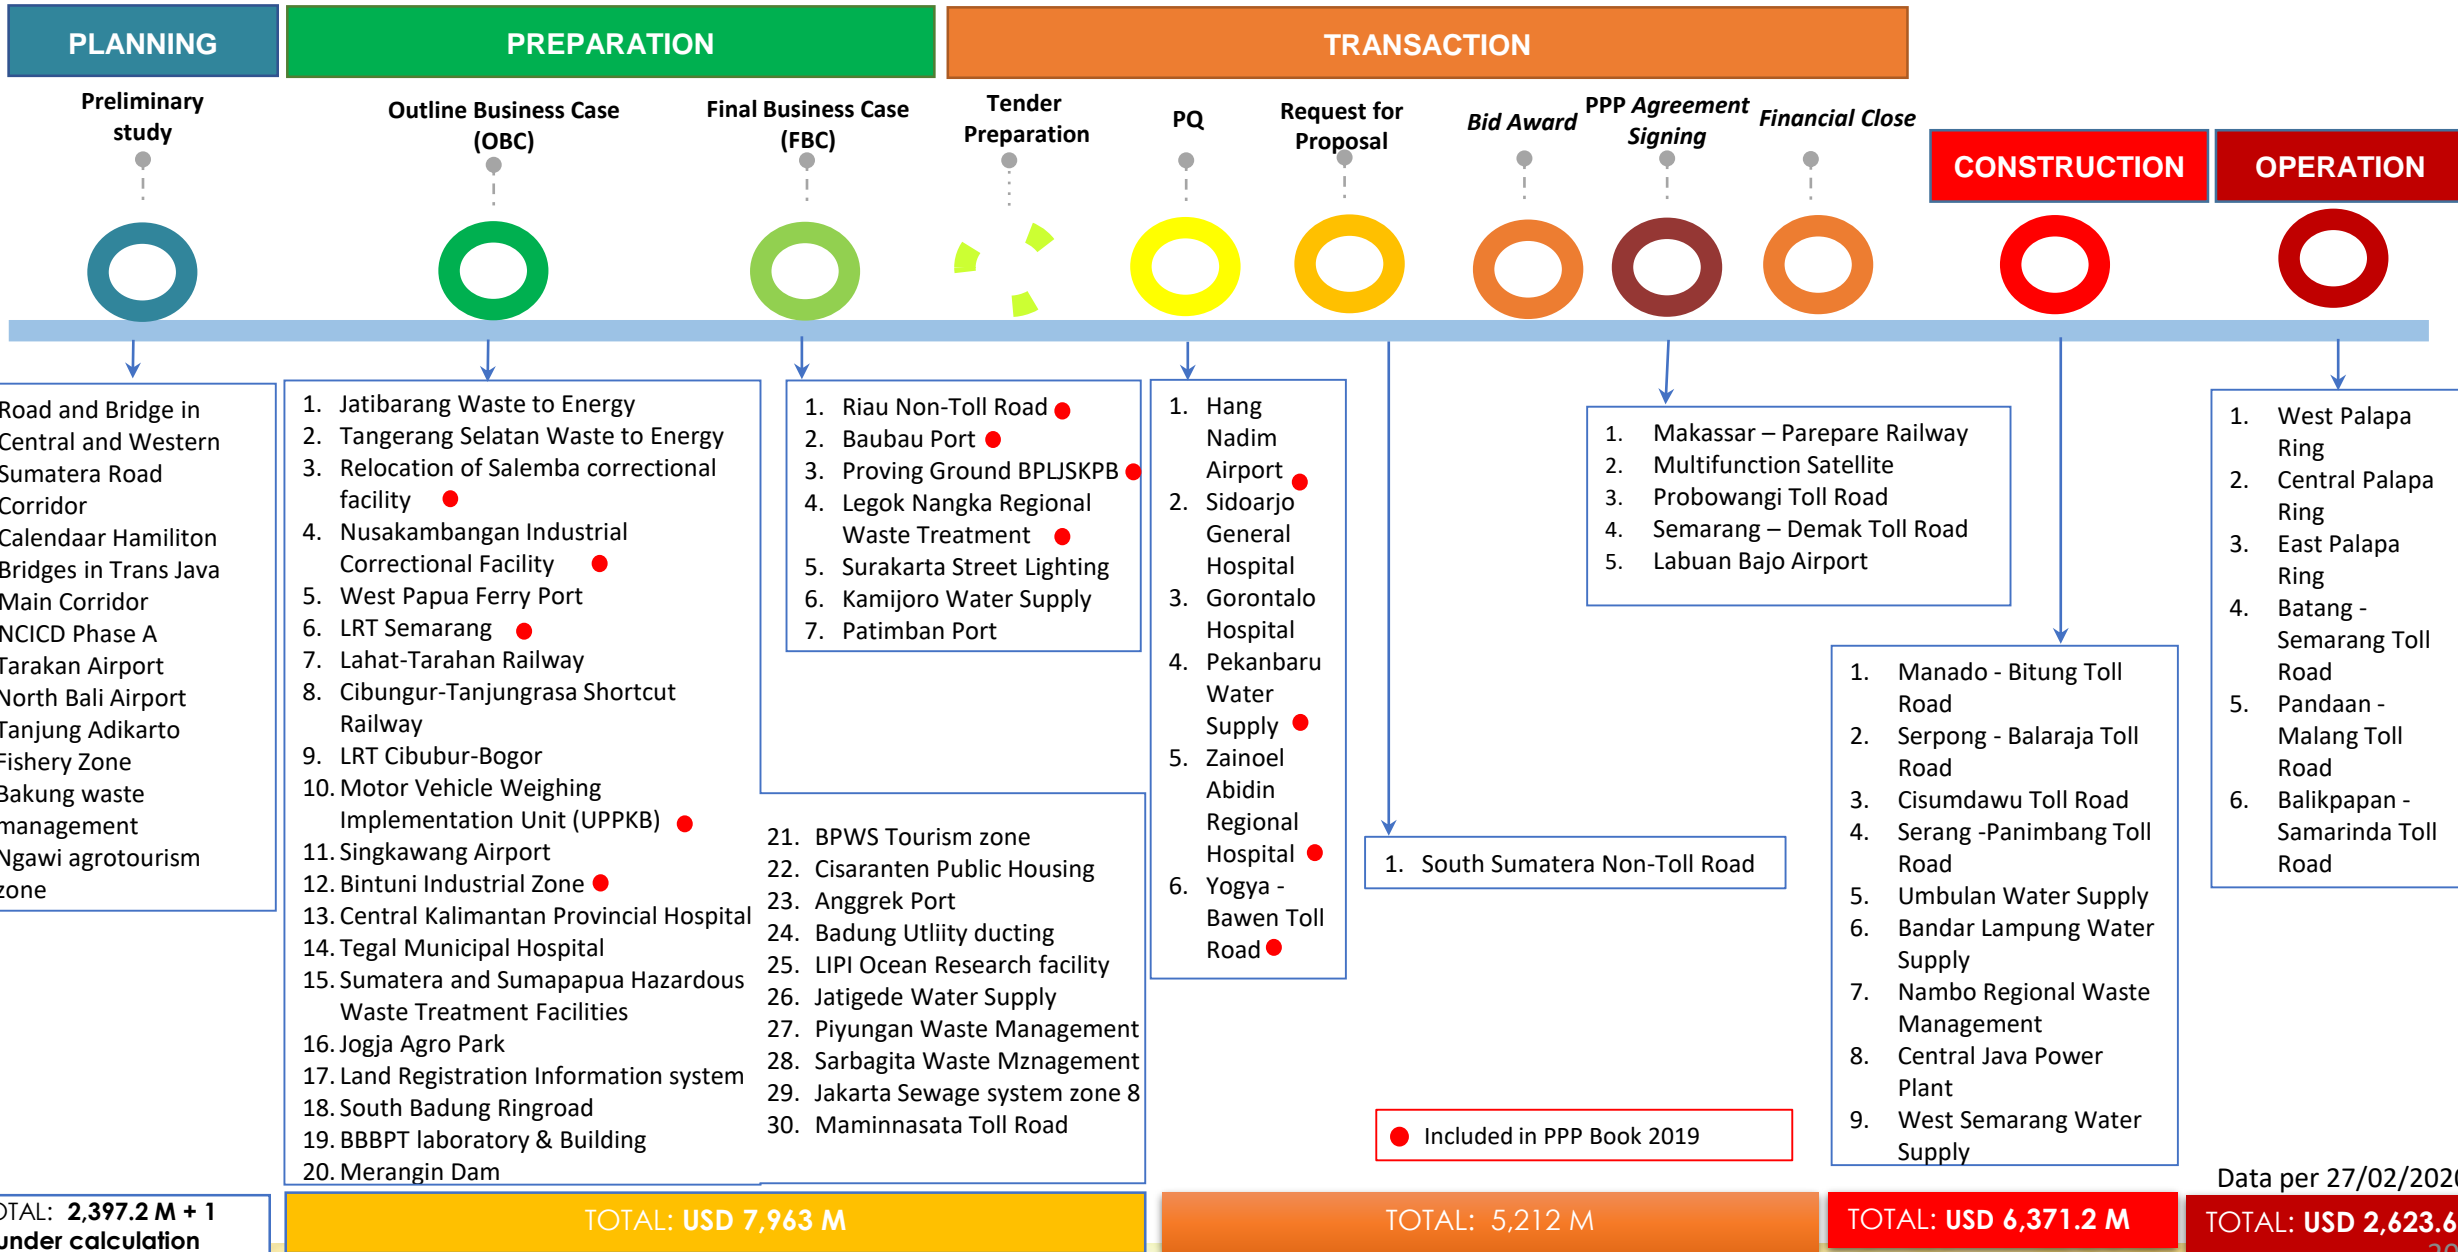 PLANNING
PREPARATION
TRANSACTION
Preliminary
study
Outline Business Case
(OBC)
Final Business Case
(FBC)
Tender
Preparation
PQ
Request for
Proposal
Bid Award
PPP Agreement
Signing
Financial Close
CONSTRUCTION
OPERATION
Road and Bridge in
Central and Western
Sumatera Road
Corridor
Calendaar Hamiliton
Bridges in Trans Java
Main Corridor
NCICD Phase A
Tarakan Airport
North Bali Airport
Tanjung Adikarto
Fishery Zone
Bakung waste
management
Ngawi agrotourism
zone
1. Jatibarang Waste to Energy
2. Tangerang Selatan Waste to Energy
3. Relocation of Salemba correctional
facility
4. Nusakambangan Industrial
Correctional Facility
5. West Papua Ferry Port
6. LRT Semarang
7. Lahat-Tarahan Railway
8. Cibungur-Tanjungrasa Shortcut
Railway
9. LRT Cibubur-Bogor
10. Motor Vehicle Weighing
Implementation Unit (UPPKB)
11. Singkawang Airport
12. Bintuni Industrial Zone
13. Central Kalimantan Provincial Hospital
14. Tegal Municipal Hospital
15. Sumatera and Sumapapua Hazardous
Waste Treatment Facilities
16. Jogja Agro Park
17. Land Registration Information system
18. South Badung Ringroad
19. BBBPT laboratory & Building
20. Merangin Dam
21. BPWS Tourism zone
22. Cisaranten Public Housing
23. Anggrek Port
24. Badung Utliity ducting
25. LIPI Ocean Research facility
26. Jatigede Water Supply
27. Piyungan Waste Management
28. Sarbagita Waste Mznagement
29. Jakarta Sewage system zone 8
30. Maminnasata Toll Road
1. Riau Non-Toll Road
2. Baubau Port
3. Proving Ground BPLJSKPB
4. Legok Nangka Regional
Waste Treatment
5. Surakarta Street Lighting
6. Kamijoro Water Supply
7. Patimban Port
1. Hang
Nadim
Airport
2. Sidoarjo
General
Hospital
3. Gorontalo
Hospital
4. Pekanbaru
Water
Supply
5. Zainoel
Abidin
Regional
Hospital
6. Yogya -
Bawen Toll
Road
1. South Sumatera Non-Toll Road
1. Makassar – Parepare Railway
2. Multifunction Satellite
3. Probowangi Toll Road
4. Semarang – Demak Toll Road
5. Labuan Bajo Airport
1. Manado - Bitung Toll
Road
2. Serpong - Balaraja Toll
Road
3. Cisumdawu Toll Road
4. Serang -Panimbang Toll
Road
5. Umbulan Water Supply
6. Bandar Lampung Water
Supply
7. Nambo Regional Waste
Management
8. Central Java Power
Plant
9. West Semarang Water
Supply
1. West Palapa
Ring
2. Central Palapa
Ring
3. East Palapa
Ring
4. Batang -
Semarang Toll
Road
5. Pandaan -
Malang Toll
Road
6. Balikpapan -
Samarinda Toll
Road
Included in PPP Book 2019
Data per 27/02/2020
TOTAL: 2,397.2 M + 1
under calculation
TOTAL: USD 7,963 M
TOTAL: 5,212 M
TOTAL: USD 6,371.2 M
TOTAL: USD 2,623.6